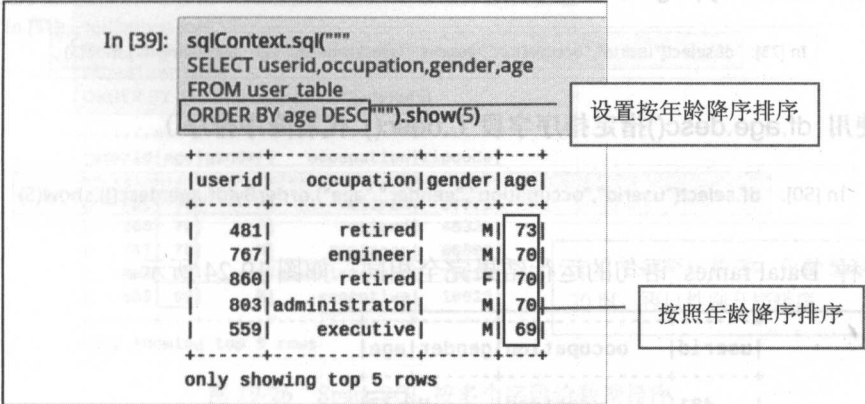 In [39]: sqlContext.sql("""
SELECT userid,occupation,gender,age
FROM user_table
ORDER BY age DESC""").show(5)
设置按年龄降序排序
+------+-------------+------+---+
|userid|   occupation|gender|age|
+------+-------------+------+---+
|   481|      retired|     M| 73|
|   767|     engineer|     M| 70|
|   860|      retired|     F| 70|
|   803|administrator|     M| 70|
|   559|    executive|     M| 69|
+------+-------------+------+---+
按照年龄降序排序
only showing top 5 rows